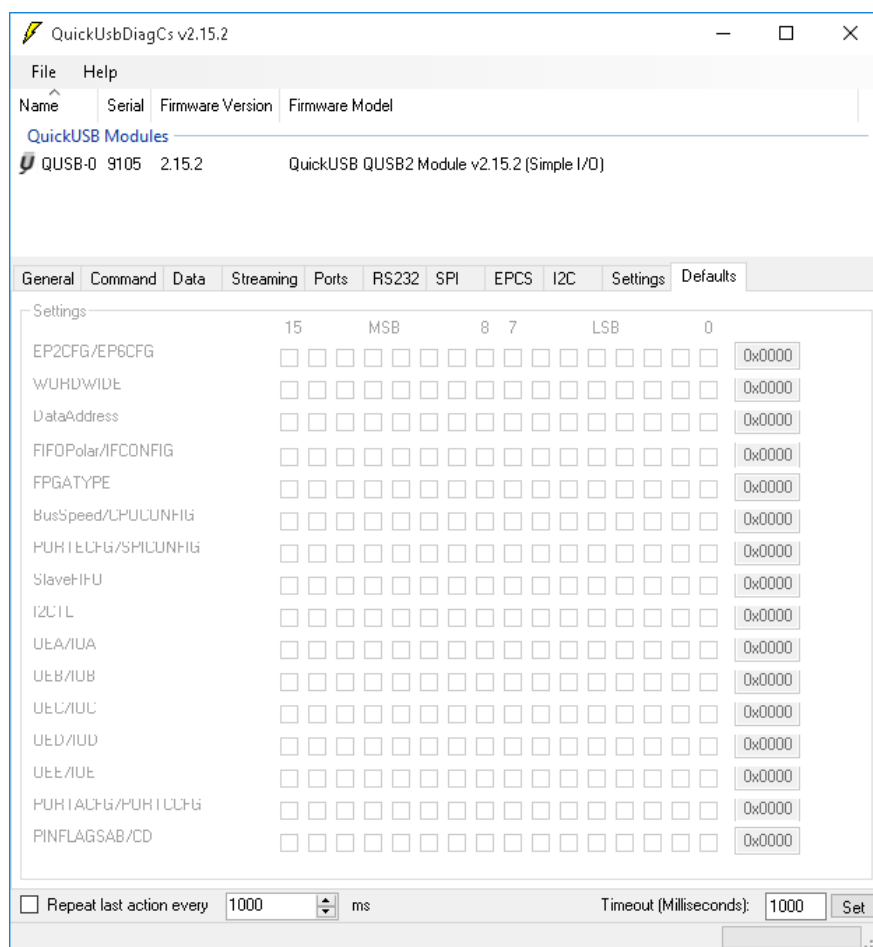 QuickUsbDiagCs v2.15.2
File Help
Name Serial Firmware Version Firmware Model
QuickUSB Modules
QUSB-0 9105 2.15.2 QuickUSB QUSB2 Module v2.15.2 (Simple I/O)
General Command Data Streaming Ports RS232 SPI EPCS I2C Settings Defaults
Settings
15 MSB 8 7 LSB 0
EP2CFG/EP6CFG 0x0000
WORDWIDE 0x0000
DataAddress 0x0000
FIFOPolar/IFCONFIG 0x0000
FPGATYPE 0x0000
BusSpeed/CPUCONFIG 0x0000
PORTECFG/SPICONFIG 0x0000
SlaveFIFO 0x0000
I2CTL 0x0000
OEA/IOA 0x0000
OEB/IOB 0x0000
OEC/IOC 0x0000
OED/IOD 0x0000
OEE/IOE 0x0000
PORTACFG/PORTCCFG 0x0000
PINFLAGSAB/CD 0x0000
Repeat last action every 1000 ms Timeout (Milliseconds): 1000 Set